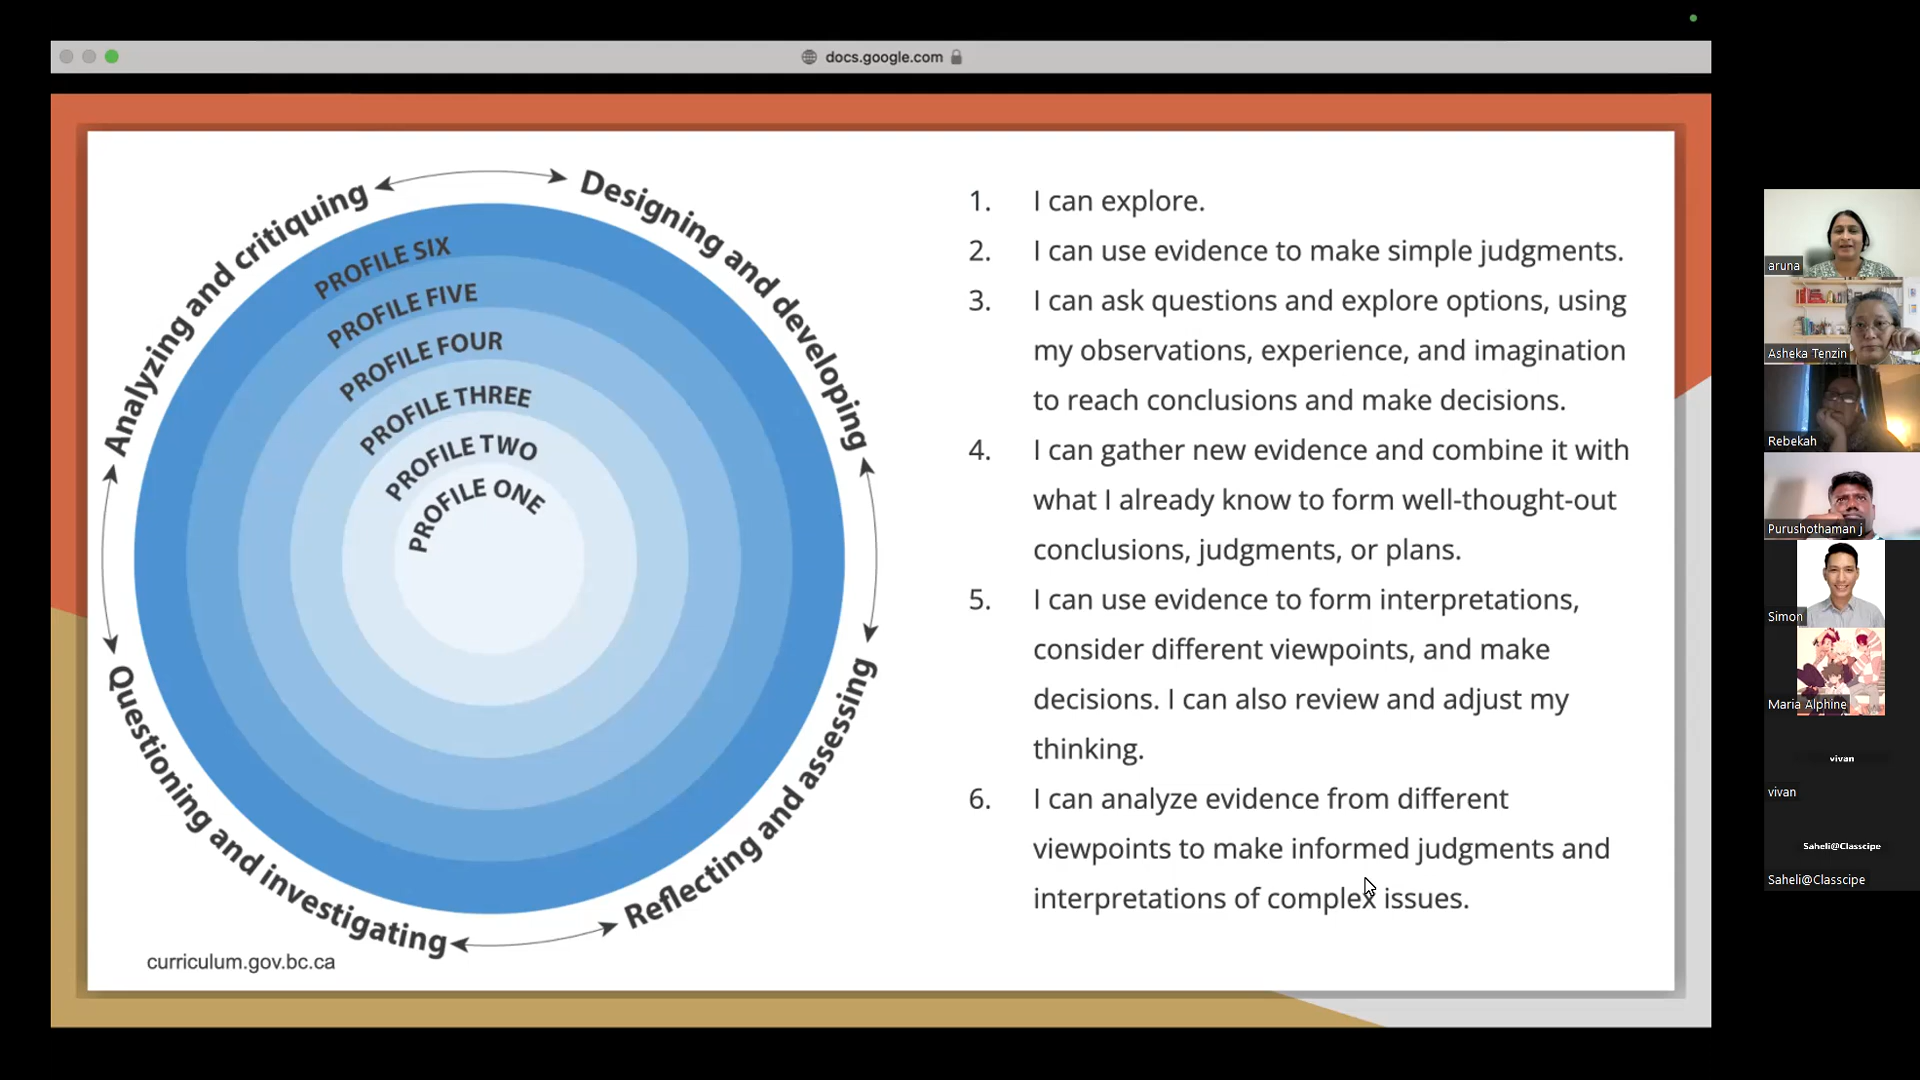 docs.google.com
Analyzing and critiquing
Designing and developing
PROFILE SIX
PROFILE FIVE
PROFILE FOUR
PROFILE THREE
PROFILE TWO
PROFILE ONE
Questioning and investigating
Reflecting and assessing
curriculum.gov.bc.ca
1. I can explore.
2. I can use evidence to make simple judgments.
3. I can ask questions and explore options, using
my observations, experience, and imagination
to reach conclusions and make decisions.
4. I can gather new evidence and combine it with
what I already know to form well-thought-out
conclusions, judgments, or plans.
5. I can use evidence to form interpretations,
consider different viewpoints, and make
decisions. I can also review and adjust my
thinking.
6. I can analyze evidence from different
viewpoints to make informed judgments and
interpretations of complex issues.
aruna
Asheka Tenzin
Rebekah
Purushothaman j
Simon
Maria Alphine
vivan
vivan
Saheli@Classcipe
Saheli@Classcipe